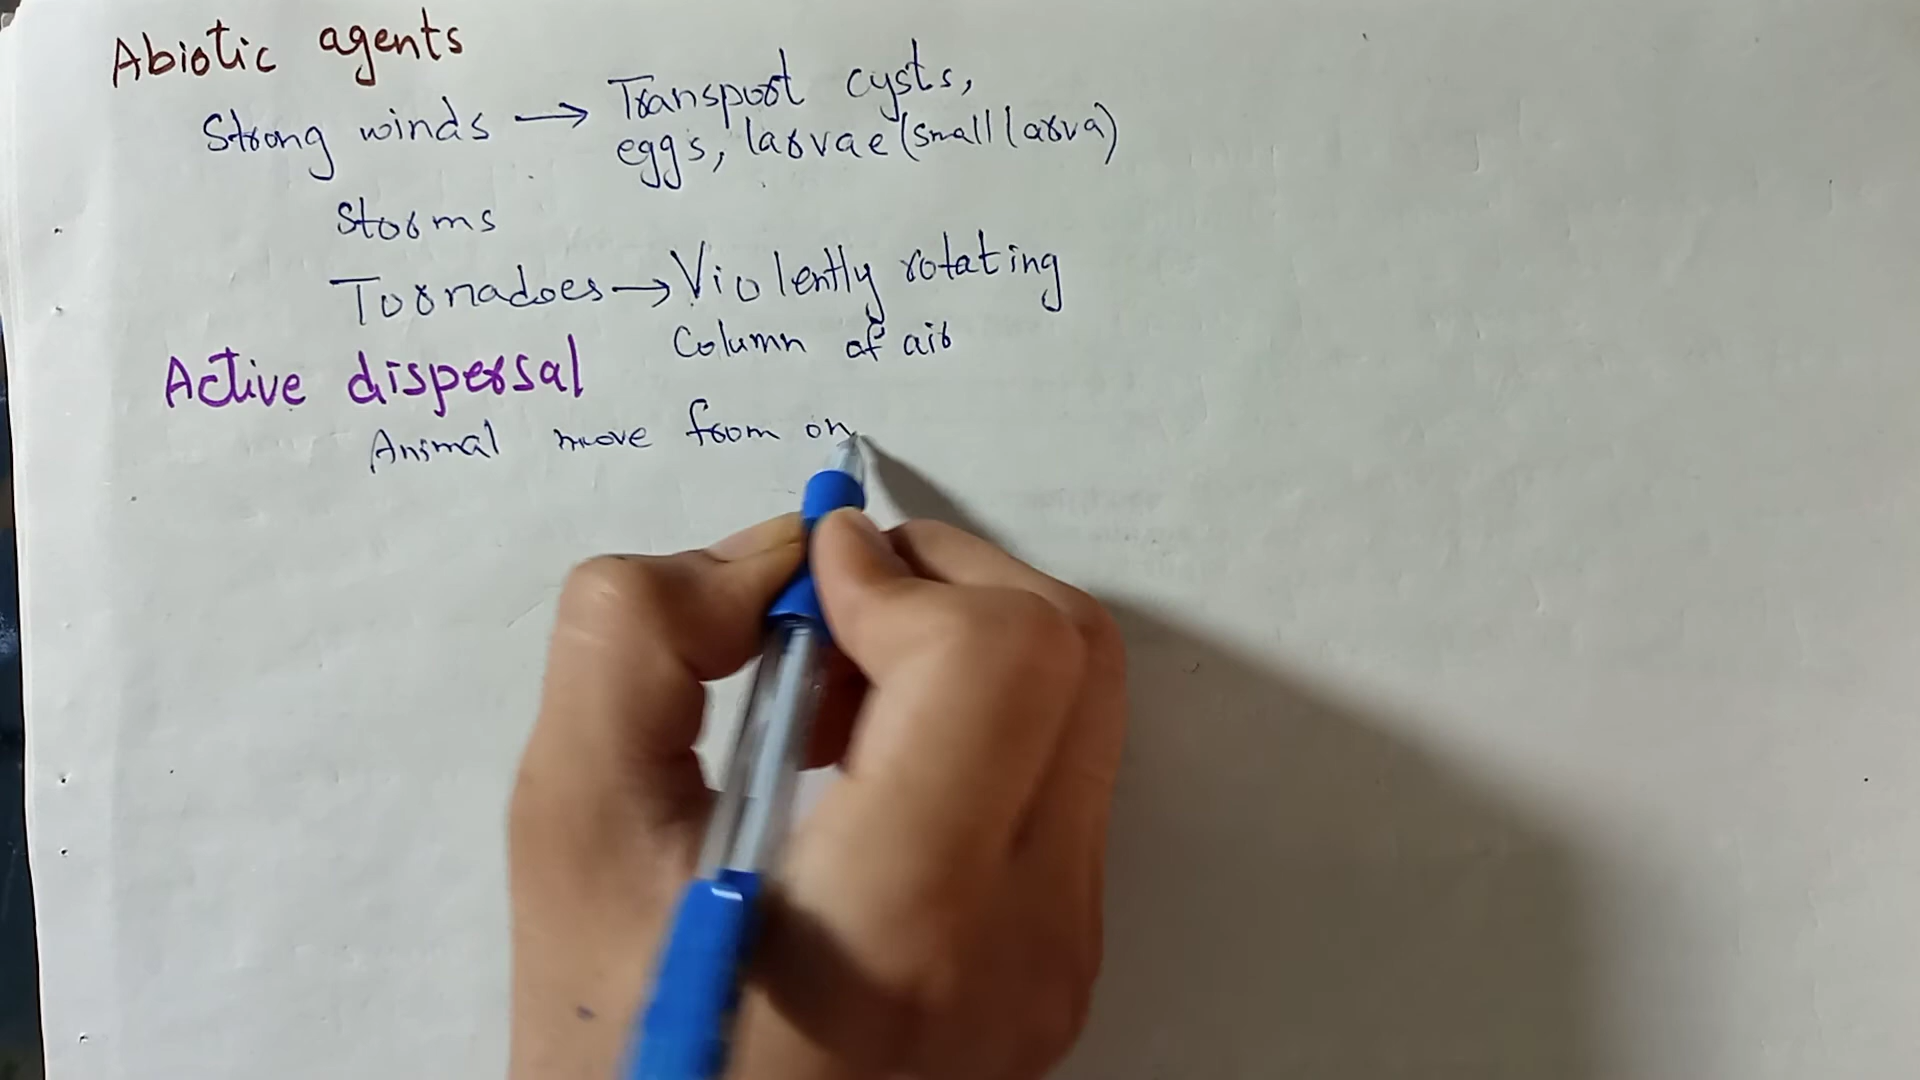 Abiotic agents
Strong winds → Transport cysts,
eggs, larvae (small larva)
Storms
Tornadoes → Violently rotating
Column of air
Active dispersal
Animal move from on